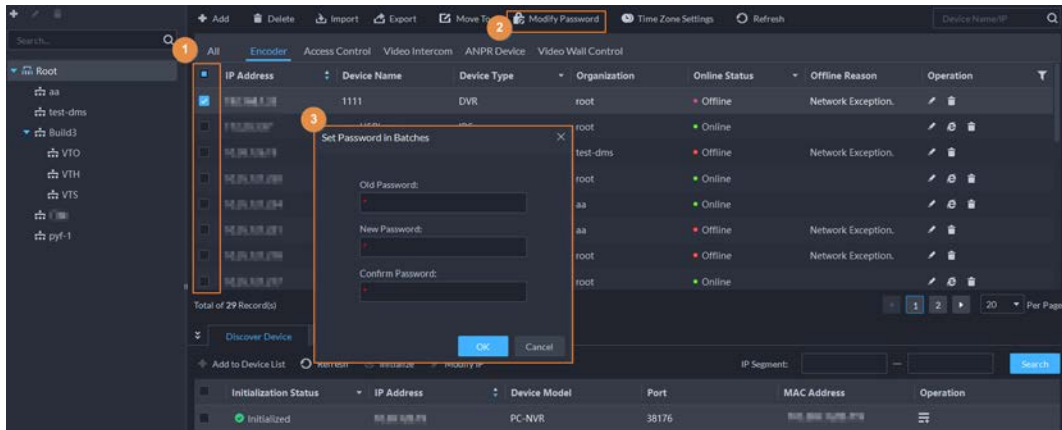 Add Delete Import Export Move To Modify Password Time Zone Settings Refresh Device Name/IP
2
Search...
1
All Encoder Access Control Video Intercom ANPR Device Video Wall Control
IP Address Device Name Device Type Organization Online Status Offline Reason Operation
Root
aa
test-dms
Build3
VTO
VTH
VTS
pyf-1
1111 DVR root Offline Network Exception.
root Online
test-dms Offline Network Exception.
root Online
aa Online
aa Offline Network Exception.
root Offline Network Exception.
root Online
3
Set Password in Batches
Old Password:
*
New Password:
*
Confirm Password:
*
OK Cancel
Total of 29 Record(s) 1 2 20 Per Page
Discover Device
Add to Device List Refresh Initialize Modify IP IP Segment: — Search
Initialization Status IP Address Device Model Port MAC Address Operation
Initialized PC-NVR 38176